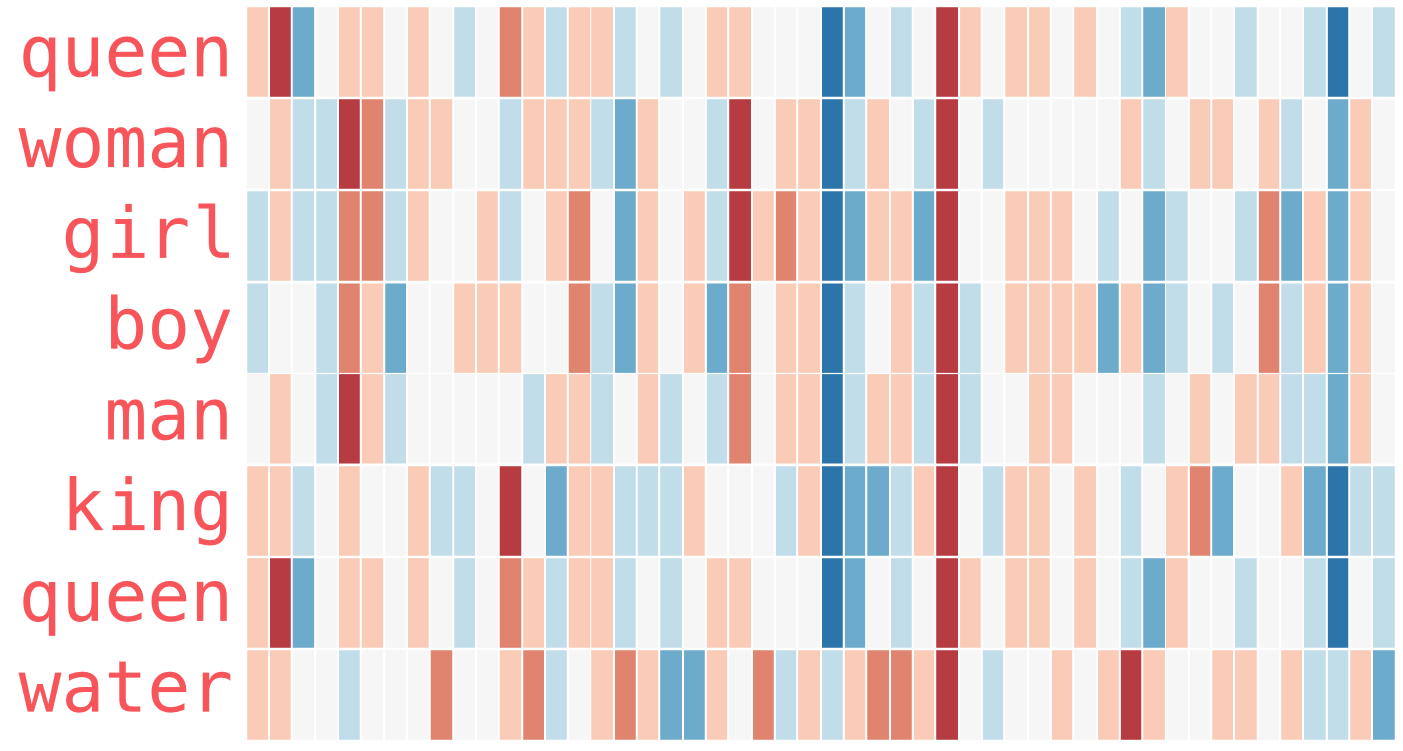 queen
woman
girl
boy
man
king
queen
water